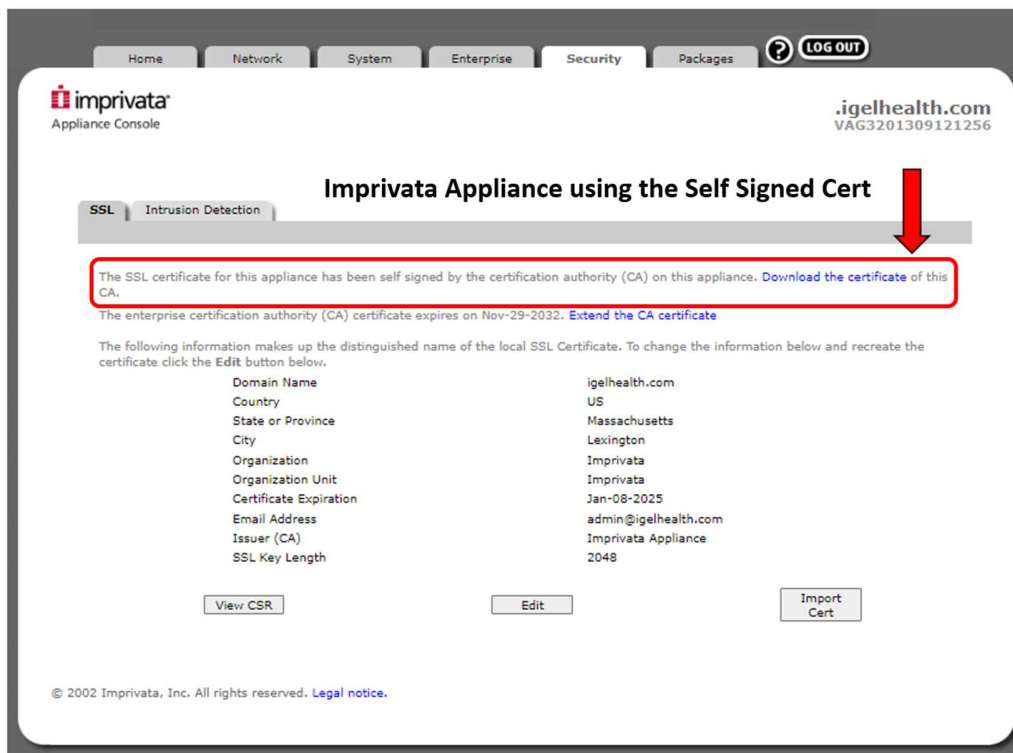 Home Network System Enterprise Security Packages ? LOG OUT
imprivata
Appliance Console
.igelhealth.com
VAG3201309121256
Imprivata Appliance using the Self Signed Cert
SSL Intrusion Detection
The SSL certificate for this appliance has been self signed by the certification authority (CA) on this appliance. Download the certificate of this
CA.
The enterprise certification authority (CA) certificate expires on Nov-29-2032. Extend the CA certificate
The following information makes up the distinguished name of the local SSL Certificate. To change the information below and recreate the
certificate click the Edit button below.
Domain Name igelhealth.com
Country US
State or Province Massachusetts
City Lexington
Organization Imprivata
Organization Unit Imprivata
Certificate Expiration Jan-08-2025
Email Address admin@igelhealth.com
Issuer (CA) Imprivata Appliance
SSL Key Length 2048
View CSR Edit Import
Cert
© 2002 Imprivata, Inc. All rights reserved. Legal notice.